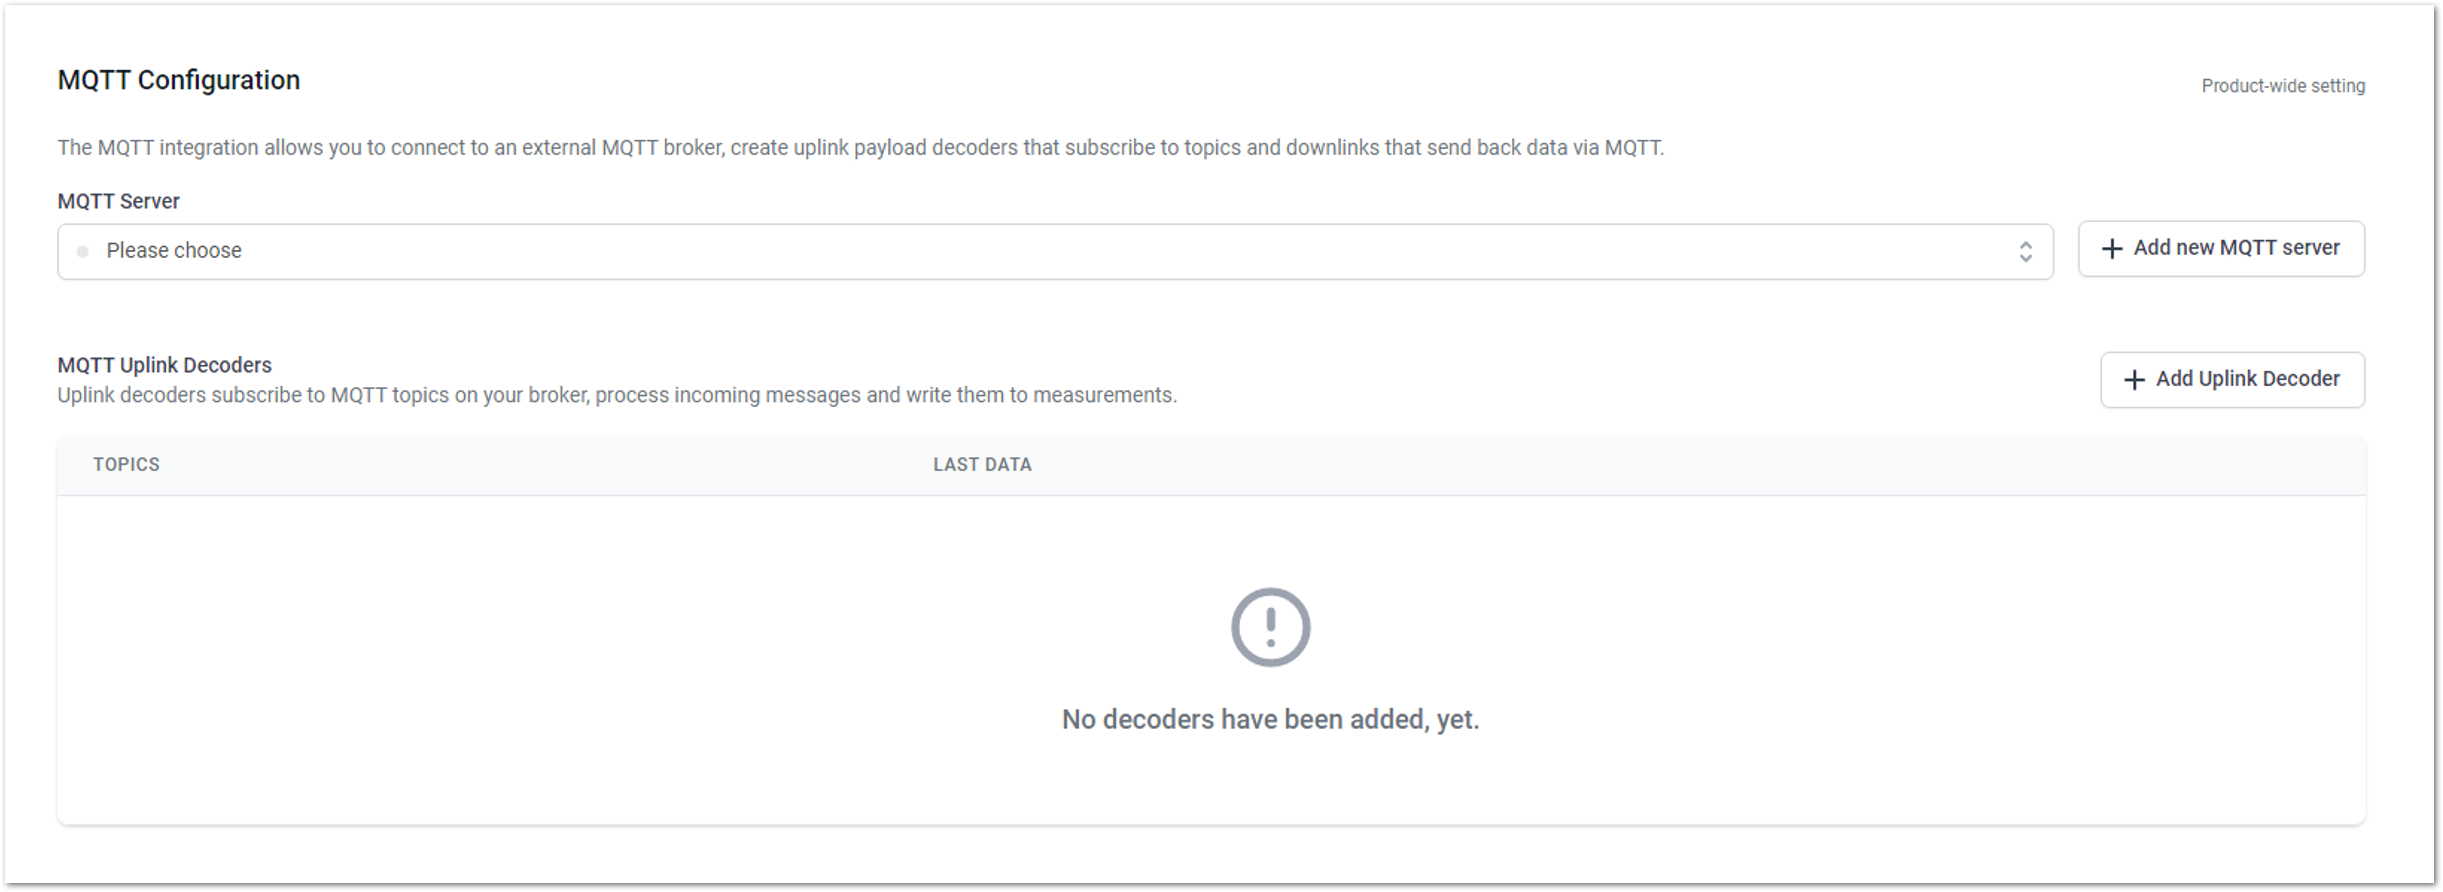 MQTT Configuration
Product-wide setting
The MQTT integration allows you to connect to an external MQTT broker, create uplink payload decoders that subscribe to topics and downlinks that send back data via MQTT.
MQTT Server
Please choose
Add new MQTT server
MQTT Uplink Decoders
Uplink decoders subscribe to MQTT topics on your broker, process incoming messages and write them to measurements.
Add Uplink Decoder
TOPICS LAST DATA
No decoders have been added, yet.